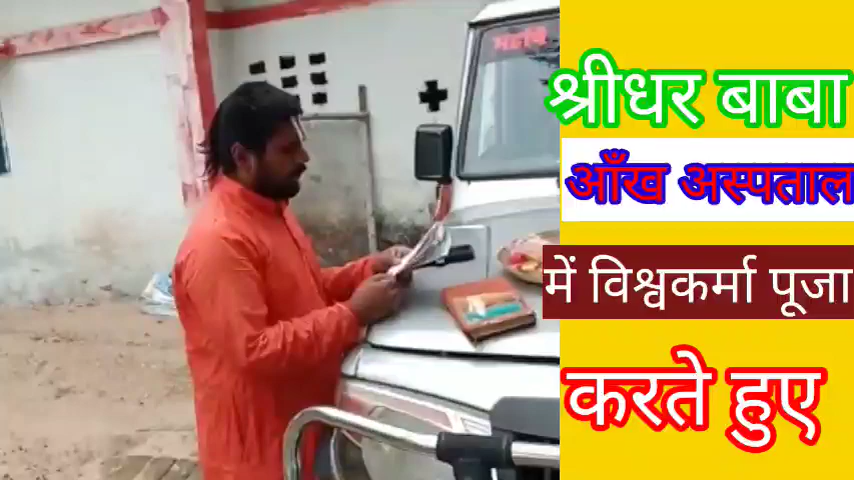 श्रीधर बाबा
आँख अस्पताल
में विश्वकर्मा पूजा
करते हुए